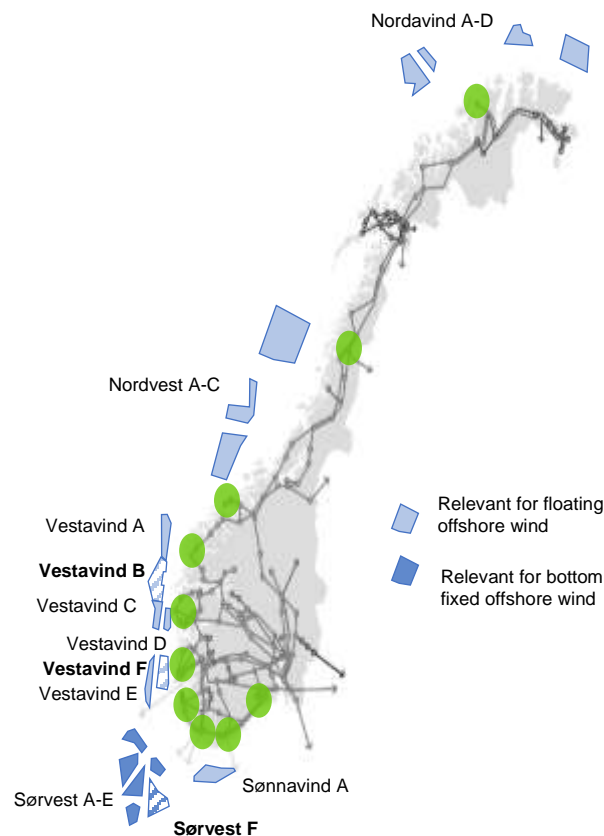 Nordavind A-D
Nordvest A-C
Vestavind A
Vestavind B
Vestavind C
Vestavind D
Vestavind F
Vestavind E
Sørvest A-E
Sørvest F
Sønnavind A
Relevant for floating
offshore wind
Relevant for bottom
fixed offshore wind